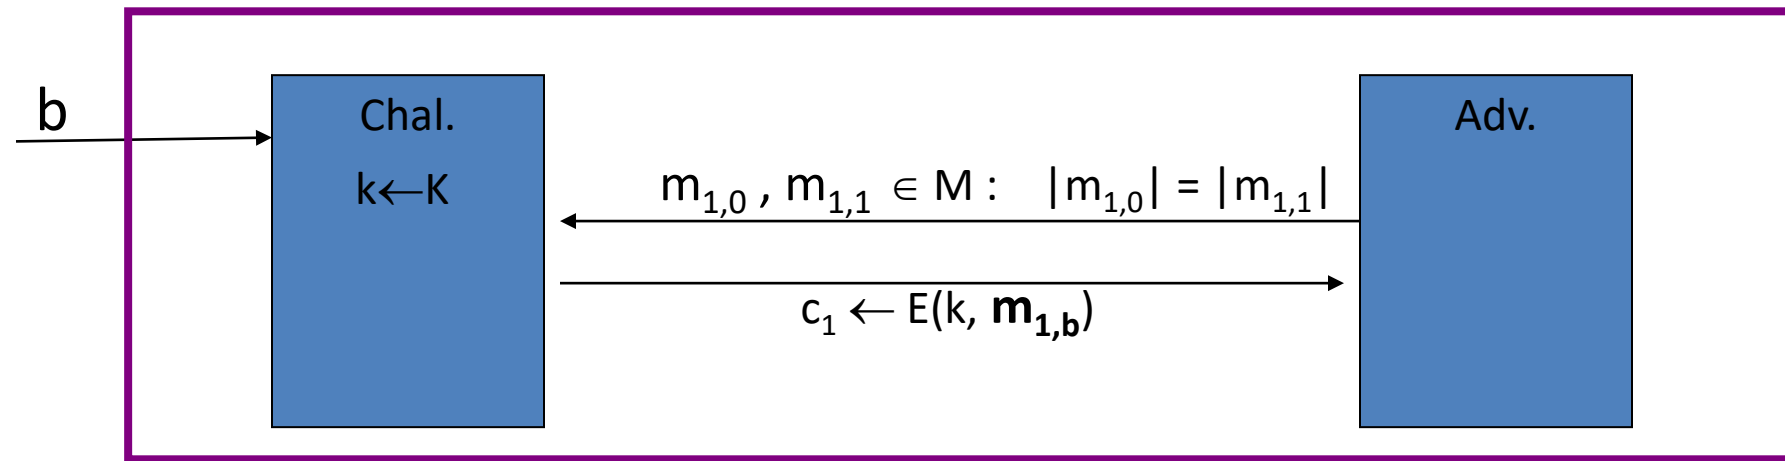 b
Chal.
k←K
m₁,₀ , m₁,₁ ∈ M : |m₁,₀| = |m₁,₁|
c₁ ← E(k, m₁,b)
Adv.